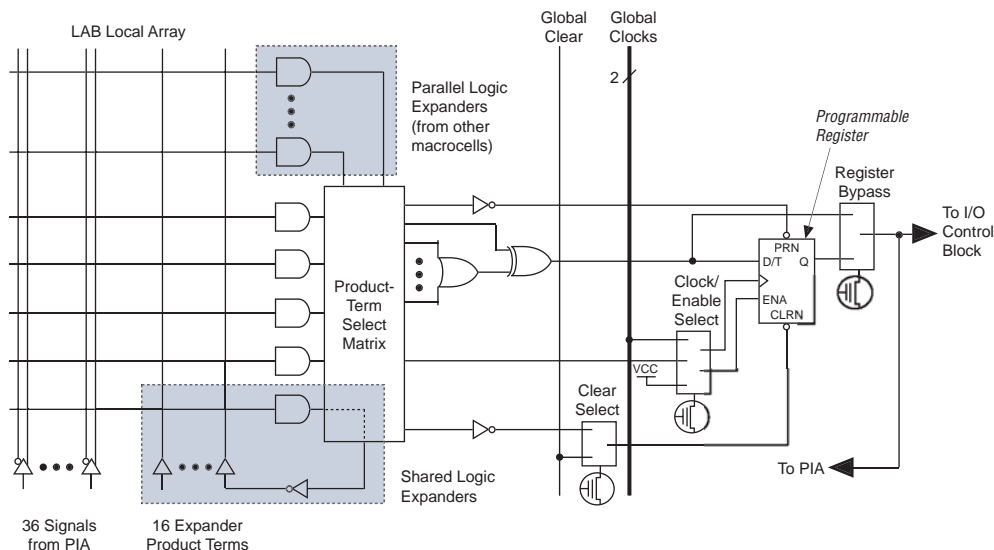 LAB Local Array
Global
Clear
Global
Clocks
2
Parallel Logic
Expanders
(from other
macrocells)
Programmable
Register
Register
Bypass
To I/O
Control
Block
PRN
D/T
Q
ENA
CLRN
Clock/
Enable
Select
Product-
Term
Select
Matrix
VCC
Clear
Select
To PIA
Shared Logic
Expanders
36 Signals
from PIA
16 Expander
Product Terms